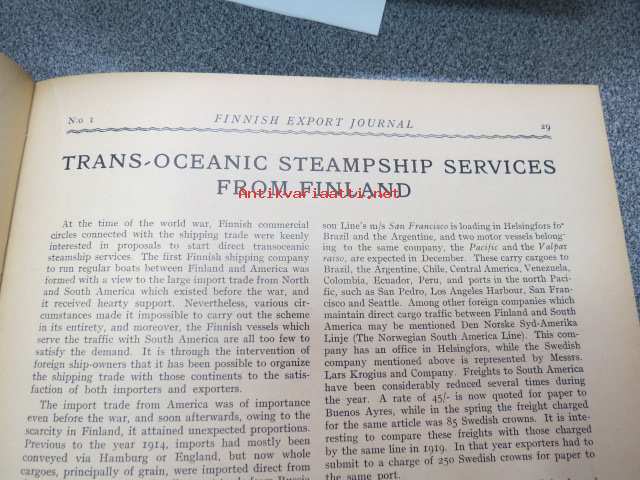 No 1
FINNISH EXPORT JOURNAL
29
TRANS-OCEANIC STEAMPSHIP SERVICES
FROM FINLAND
Antikvariaatti.net
At the time of the world war, Finnish commercial
circles connected with the shipping trade were keenly
interested in proposals to start direct transoceanic
steamship services. The first Finnish shipping company
to run regular boats between Finland and America was
formed with a view to the large import trade from North
and South America which existed before the war, and
it received hearty support. Nevertheless, various cir-
cumstances made it impossible to carry out the scheme
in its entirety, and moreover, the Finnish vessels which
serve the traffic with South America are all too few to
satisfy the demand. It is through the intervention of
foreign ship-owners that it has been possible to organize
the shipping trade with those continents to the satis-
faction of both importers and exporters.
The import trade from America was of importance
even before the war, and soon afterwards, owing to the
scarcity in Finland, it attained unexpected proportions.
Previous to the year 1914, imports had mostly been
conveyed via Hamburg or England, but now whole
cargoes, principally of grain, were imported direct from
son Line's m/s San Francisco is loading in Helsingfors fo
Brazil and the Argentine, and two motor vessels belong-
ing to the same company, the Pacific and the Valpar
raiso, are expected in December. These carry cargoes to
Brazil, the Argentine, Chile, Central America, Venezuela,
Columbia, Ecuador, Peru, and ports in the north Paci-
fic, such as San Pedro, Los Angeles Harbour, San Fran-
cisco and Seattle. Among other foreign companies which
maintain direct cargo traffic between Finland and South
America may be mentioned Den Norske Syd-Amerika
Linje (The Norwegian South America Line). This com-
pany has an office in Helsingfors, while the Swedish
company mentioned above is represented by Messrs.
Lars Krogius and Company. Freights to South America
have been considerably reduced several times during
the year. A rate of 45/- is now quoted for paper to
Buenos Ayres, while in the spring the freight charged
for the same article was 85 Swedish crowns. It is inte-
resting to compare these freights with those charged
by the same line in 1919. In that year exporters had to
submit to a charge of 250 Swedish crowns for paper to
the same port.